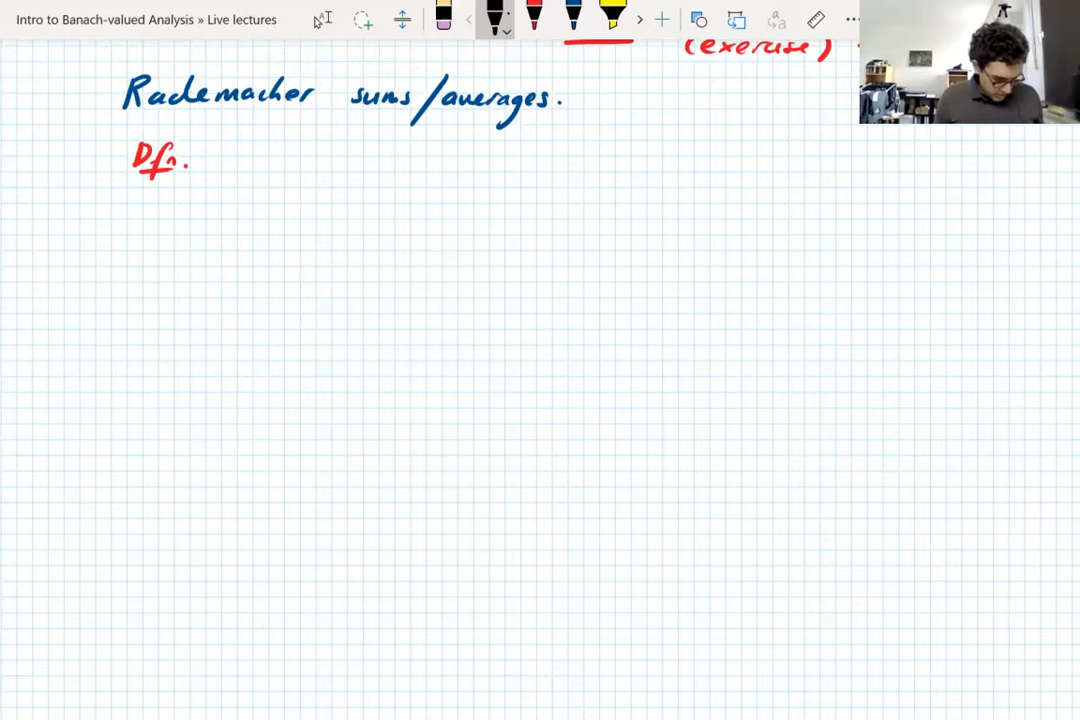 Intro to Banach-valued Analysis » Live lectures
(exercise)
Rademacher sums/averages.
Dfn.